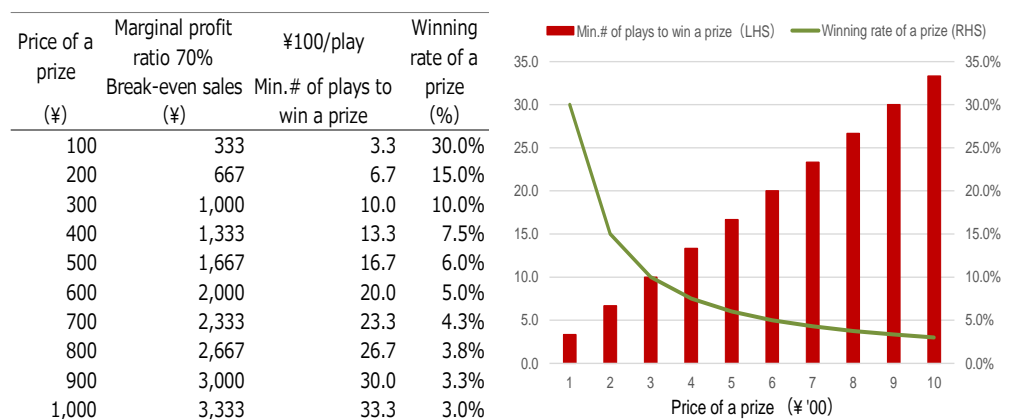 Price of a prize (¥)
Marginal profit ratio 70% Break-even sales (¥)
¥100/play Min.# of plays to win a prize
Winning rate of a prize (%)
100 333 3.3 30.0%
200 667 6.7 15.0%
300 1,000 10.0 10.0%
400 1,333 13.3 7.5%
500 1,667 16.7 6.0%
600 2,000 20.0 5.0%
700 2,333 23.3 4.3%
800 2,667 26.7 3.8%
900 3,000 30.0 3.3%
1,000 3,333 33.3 3.0%
Min.# of plays to win a prize (LHS) Winning rate of a prize (RHS)
35.0 35.0%
30.0 30.0%
25.0 25.0%
20.0 20.0%
15.0 15.0%
10.0 10.0%
5.0 5.0%
0.0 0.0%
1 2 3 4 5 6 7 8 9 10
Price of a prize (¥ '00)